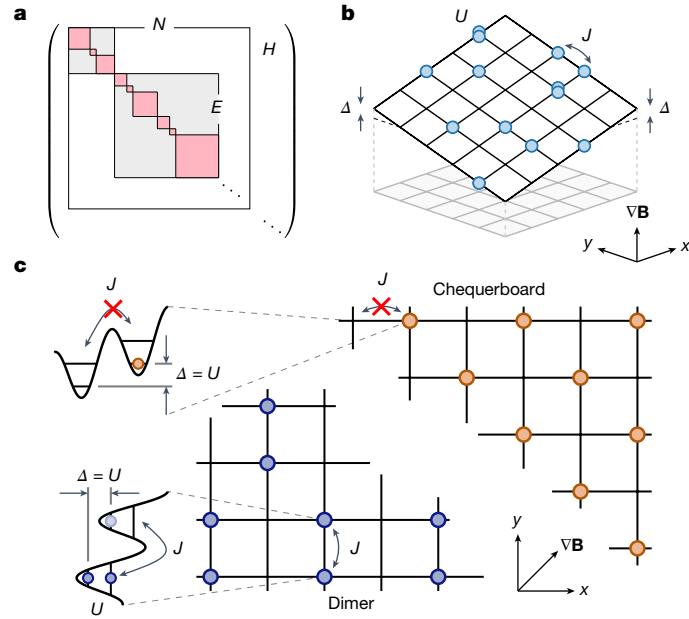 a
N
H
E
b
U
J
Δ
Δ
∇B
y
x
c
J
Δ = U
J
Chequerboard
Δ = U
J
U
J
Dimer
y
∇B
x